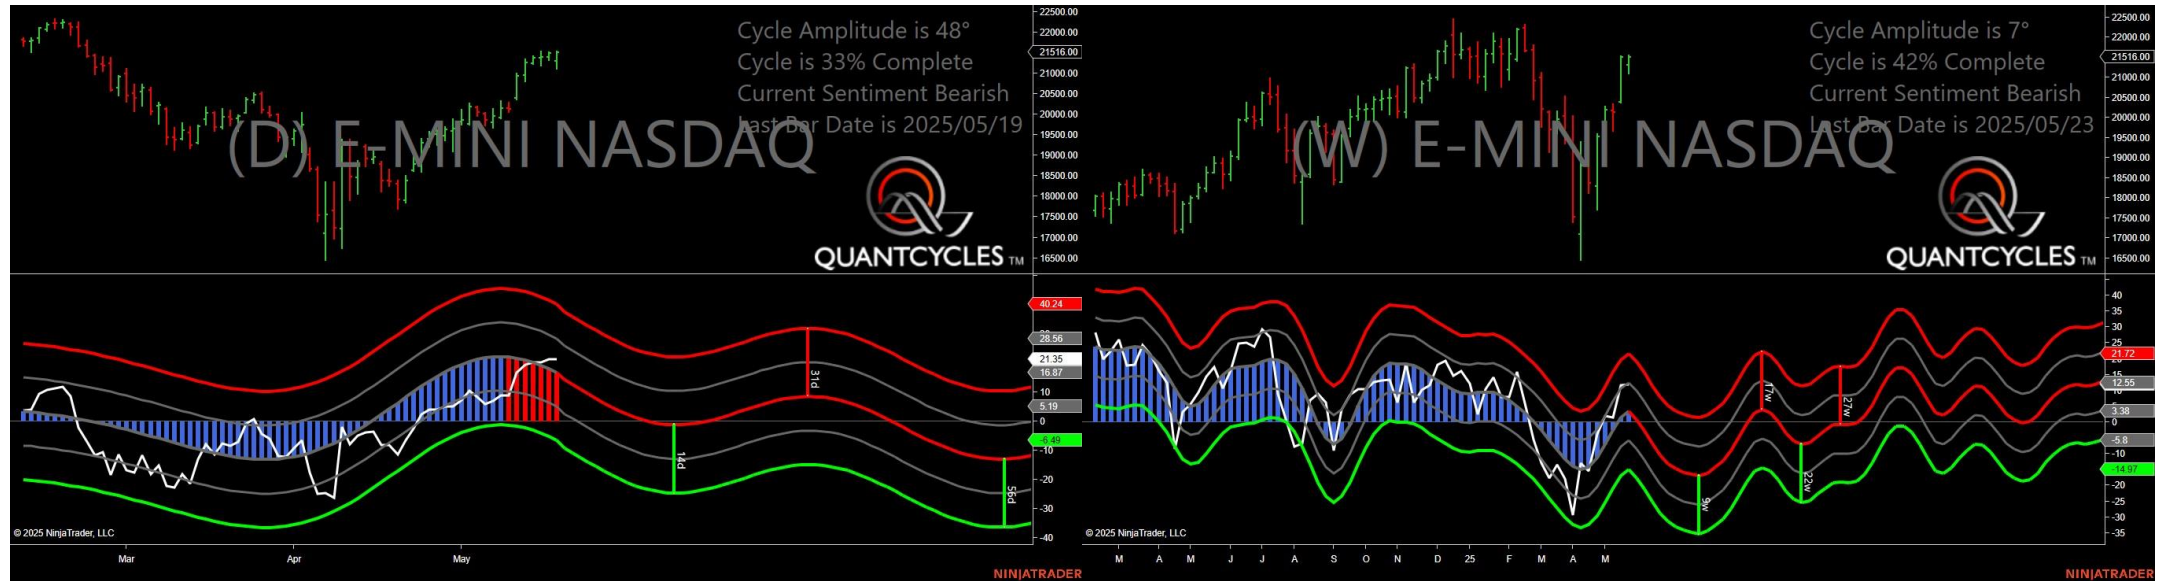 Cycle Amplitude is 48°
Cycle is 33% Complete
Current Sentiment Bearish
Last Bar Date is 2025/05/19
(D) E-MINI NASDAQ
QUANTCYCLES TM
22500.00
22000.00
21516.00
21000.00
20500.00
20000.00
19500.00
19000.00
18500.00
18000.00
17500.00
17000.00
16500.00
40.24
28.56
21.35
16.87
10
5.19
0
-6.49
-10
-20
-30
-40
31d
14d
56d
© 2025 NinjaTrader, LLC
Mar Apr May
NINJATRADER
Cycle Amplitude is 7°
Cycle is 42% Complete
Current Sentiment Bearish
Last Bar Date is 2025/05/23
(W) E-MINI NASDAQ
QUANTCYCLES TM
22500.00
22000.00
21516.00
21000.00
20500.00
20000.00
19500.00
19000.00
18500.00
18000.00
17500.00
17000.00
16500.00
40
35
30
25
21.72
15
12.55
3.38
0
-5.8
-10
-14.97
-20
-25
-30
-35
17w
27w
9w
22w
© 2025 NinjaTrader, LLC
M A M J J A S O N D 25 F M A M
NINJATRADER